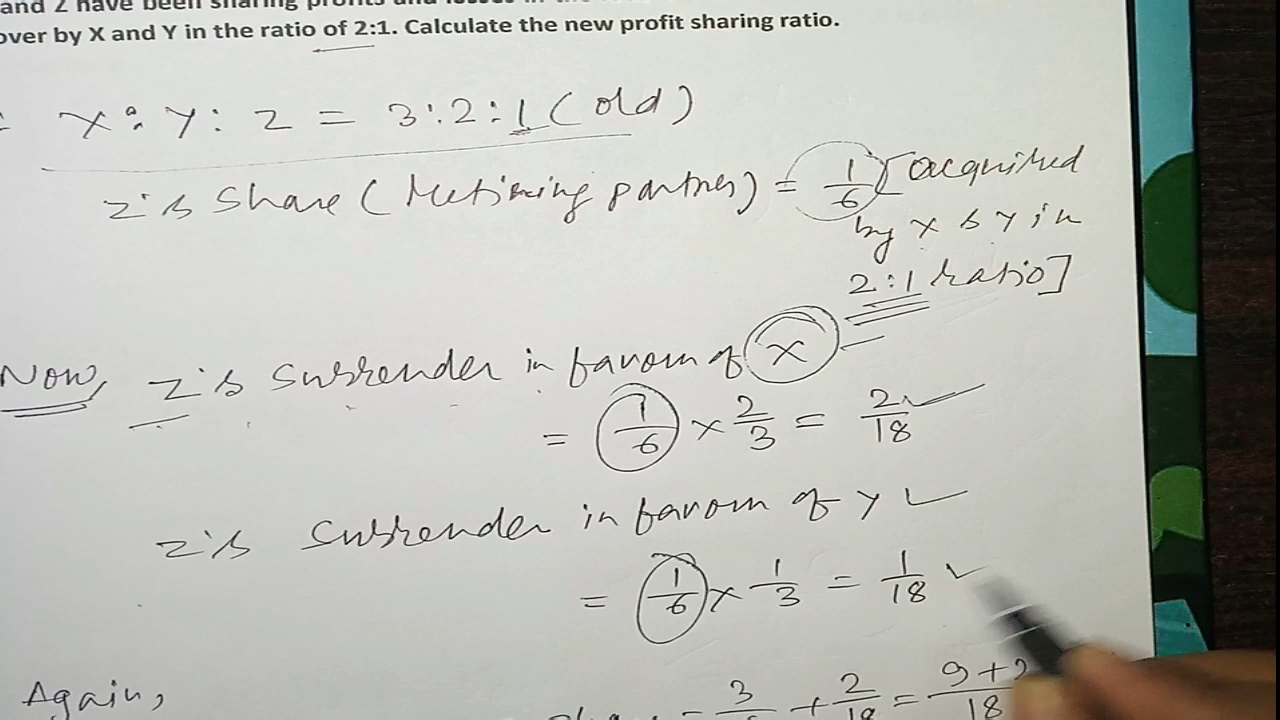 and Z have been sharing profits and losses in the
over by X and Y in the ratio of 2:1. Calculate the new profit sharing ratio.
X : Y : Z = 3 : 2 : 1 (old)
Z's share (Retiring partner) = 1/6 [acquired
by X & Y in
2:1 ratio]
Now, Z's surrender in favour of X
= 1/6 × 2/3 = 2/18
Z's surrender in favour of Y
= 1/6 × 1/3 = 1/18
Again,
= 3/ + 2/18 = 9+2/18